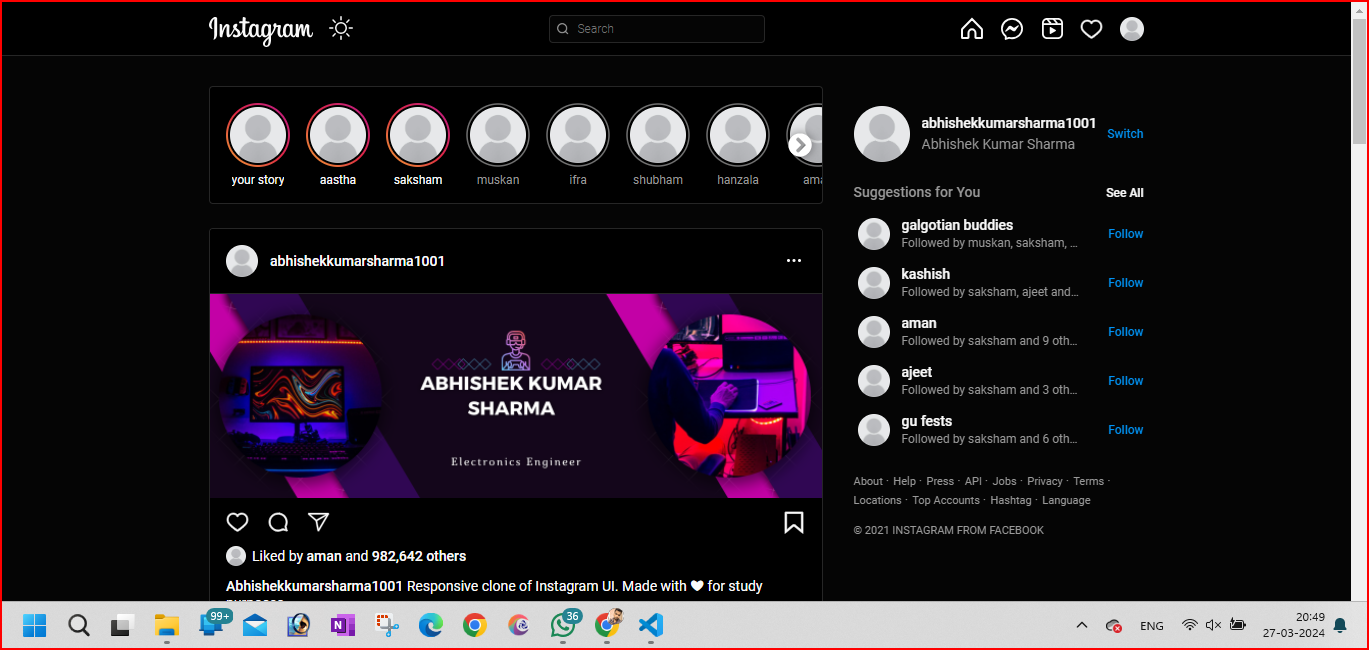 Instagram
Search
your story
aastha
saksham
muskan
ifra
shubham
hanzala
ama
abhishekkumarsharma1001
Abhishek Kumar Sharma
Switch
Suggestions for You
See All
galgotian buddies
Followed by muskan, saksham, ...
Follow
kashish
Followed by saksham, ajeet and...
Follow
aman
Followed by saksham and 9 oth...
Follow
ajeet
Followed by saksham and 3 oth...
Follow
gu fests
Followed by saksham and 6 oth...
Follow
About · Help · Press · API · Jobs · Privacy · Terms ·
Locations · Top Accounts · Hashtag · Language
© 2021 INSTAGRAM FROM FACEBOOK
abhishekkumarsharma1001
ABHISHEK KUMAR
SHARMA
Electronics Engineer
Liked by aman and 982,642 others
Abhishekkumarsharma1001 Responsive clone of Instagram UI. Made with 🤍 for study
99+
N
36
ENG
20:49
27-03-2024